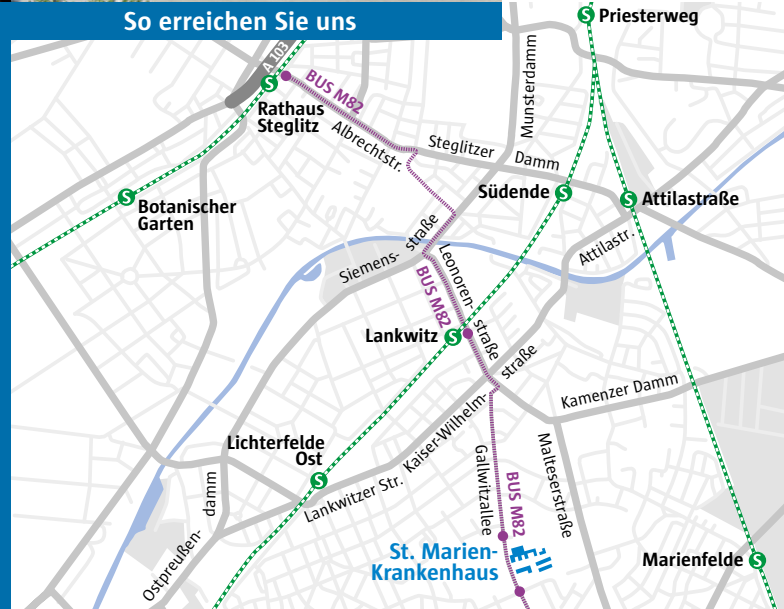 So erreichen Sie uns
Priesterweg
A 103
BUS M82
Rathaus
Steglitz
Albrechtstr.
Steglitzer Damm
Munsterdamm
Südende
Attilastraße
Botanischer
Garten
Siemens-
straße
Attilastr.
BUS M82
Leonoren-
straße
Lankwitz
straße
Kaiser-Wilhelm-
Kamenzer Damm
Lichterfelde
Ost
Lankwitzer Str.
Gallwitzallee
BUS M82
Malteserstraße
Ostpreußen-
damm
St. Marien-
Krankenhaus
Marienfelde
S
S
S
S
S
S
S
S